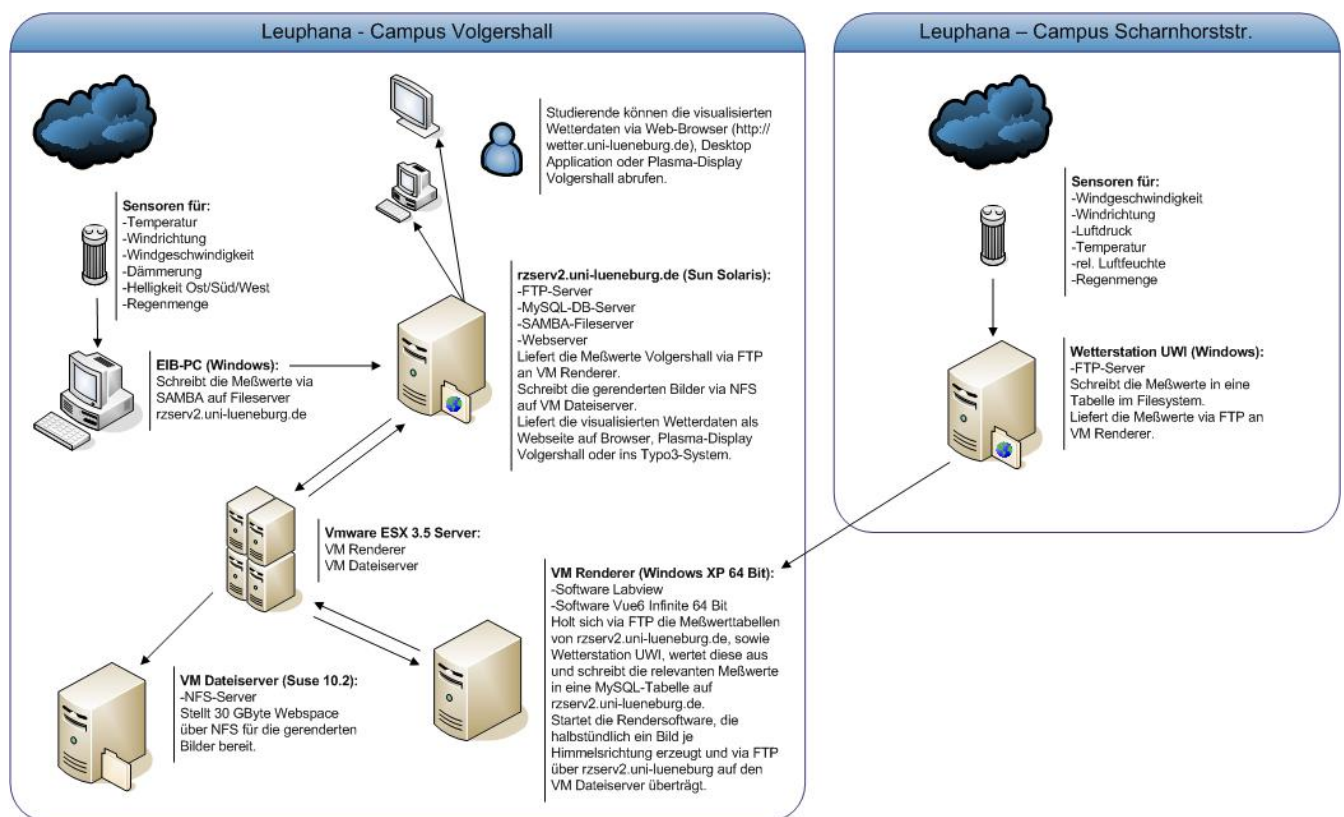 Leuphana - Campus Volgershall
Studierende können die visualisierten
Wetterdaten via Web-Browser (http://
wetter.uni-lueneburg.de), Desktop
Application oder Plasma-Display
Volgershall abrufen.
Sensoren für:
-Temperatur
-Windrichtung
-Windgeschwindigkeit
-Dämmerung
-Helligkeit Ost/Süd/West
-Regenmenge
EIB-PC (Windows):
Schreibt die Meßwerte via
SAMBA auf Fileserver
rzserv2.uni-lueneburg.de
rzserv2.uni-lueneburg.de (Sun Solaris):
-FTP-Server
-MySQL-DB-Server
-SAMBA-Fileserver
-Webserver
Liefert die Meßwerte Volgershall via FTP
an VM Renderer.
Schreibt die gerenderten Bilder via NFS
auf VM Dateiserver.
Liefert die visualisierten Wetterdaten als
Webseite auf Browser, Plasma-Display
Volgershall oder ins Typo3-System.
Vmware ESX 3.5 Server:
VM Renderer
VM Dateiserver
VM Dateiserver (Suse 10.2):
-NFS-Server
Stellt 30 GByte Webspace
über NFS für die gerenderten
Bilder bereit.
VM Renderer (Windows XP 64 Bit):
-Software Labview
-Software Vue6 Infinite 64 Bit
Holt sich via FTP die Meßwerttabellen
von rzserv2.uni-lueneburg.de, sowie
Wetterstation UWI, wertet diese aus
und schreibt die relevanten Meßwerte
in eine MySQL-Tabelle auf
rzserv2.uni-lueneburg.de.
Startet die Rendersoftware, die
halbstündlich ein Bild je
Himmelsrichtung erzeugt und via FTP
über rzserv2.uni-lueneburg auf den
VM Dateiserver überträgt.
Leuphana – Campus Scharnhorststr.
Sensoren für:
-Windgeschwindigkeit
-Windrichtung
-Luftdruck
-Temperatur
-rel. Luftfeuchte
-Regenmenge
Wetterstation UWI (Windows):
-FTP-Server
Schreibt die Meßwerte in eine
Tabelle im Filesystem.
Liefert die Meßwerte via FTP an
VM Renderer.